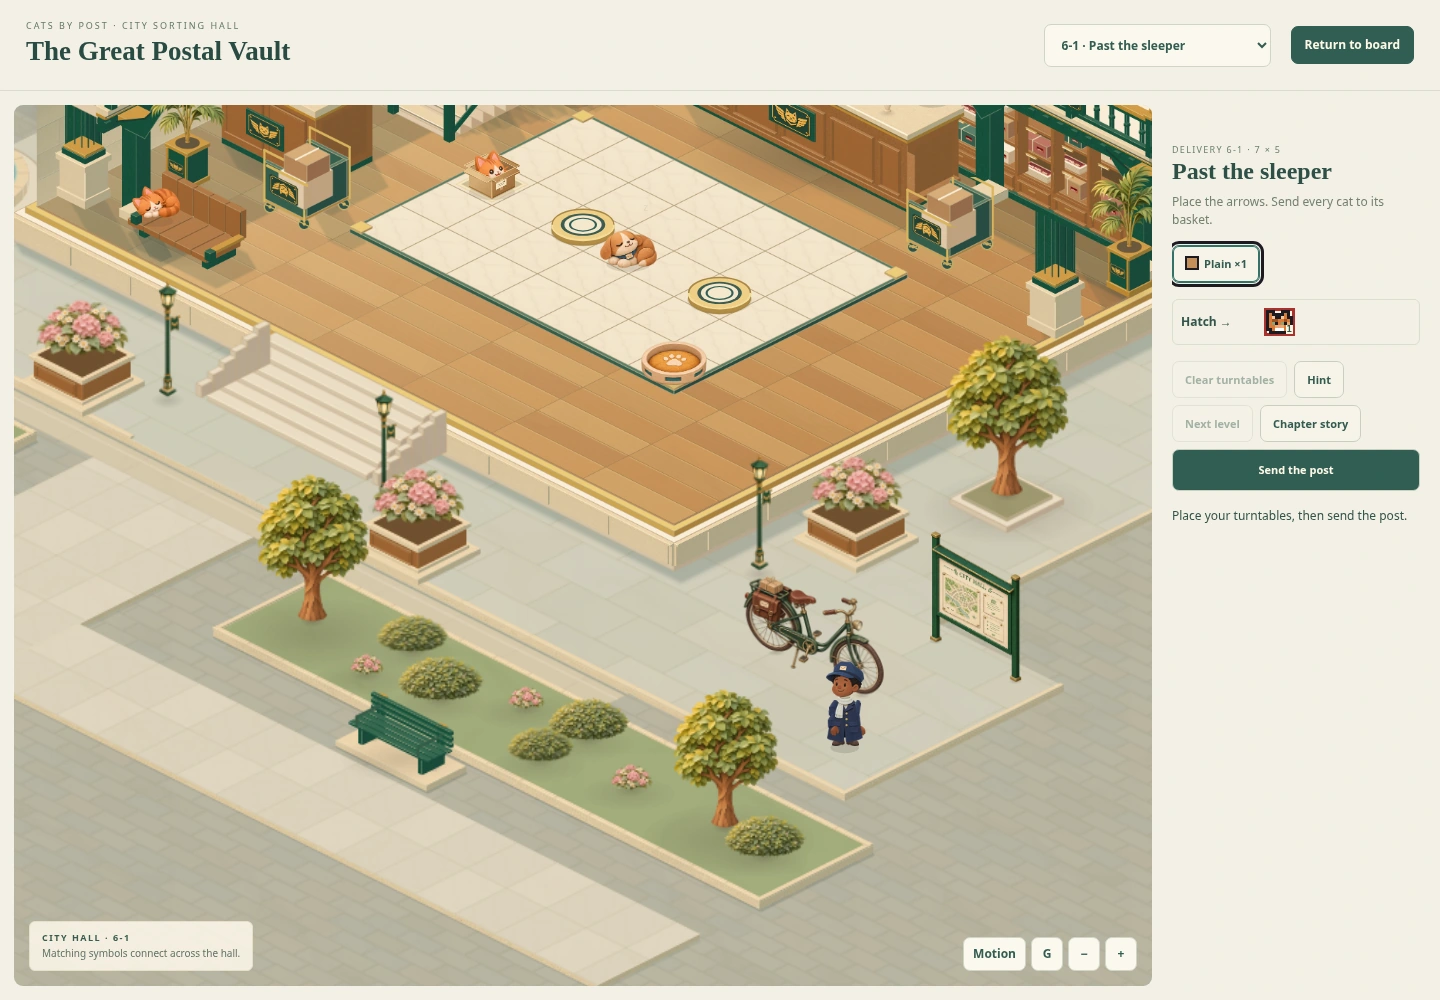 CATS BY POST · CITY SORTING HALL
The Great Postal Vault
6-1 · Past the sleeper
Return to board
DELIVERY 6-1 · 7 × 5
Past the sleeper
Place the arrows. Send every cat to its
basket.
Plain ×1
Hatch →
1
Clear turntables
Hint
Next level
Chapter story
Send the post
Place your turntables, then send the post.
CITY HALL
CITY HALL · 6-1
Matching symbols connect across the hall.
Motion
G
−
+